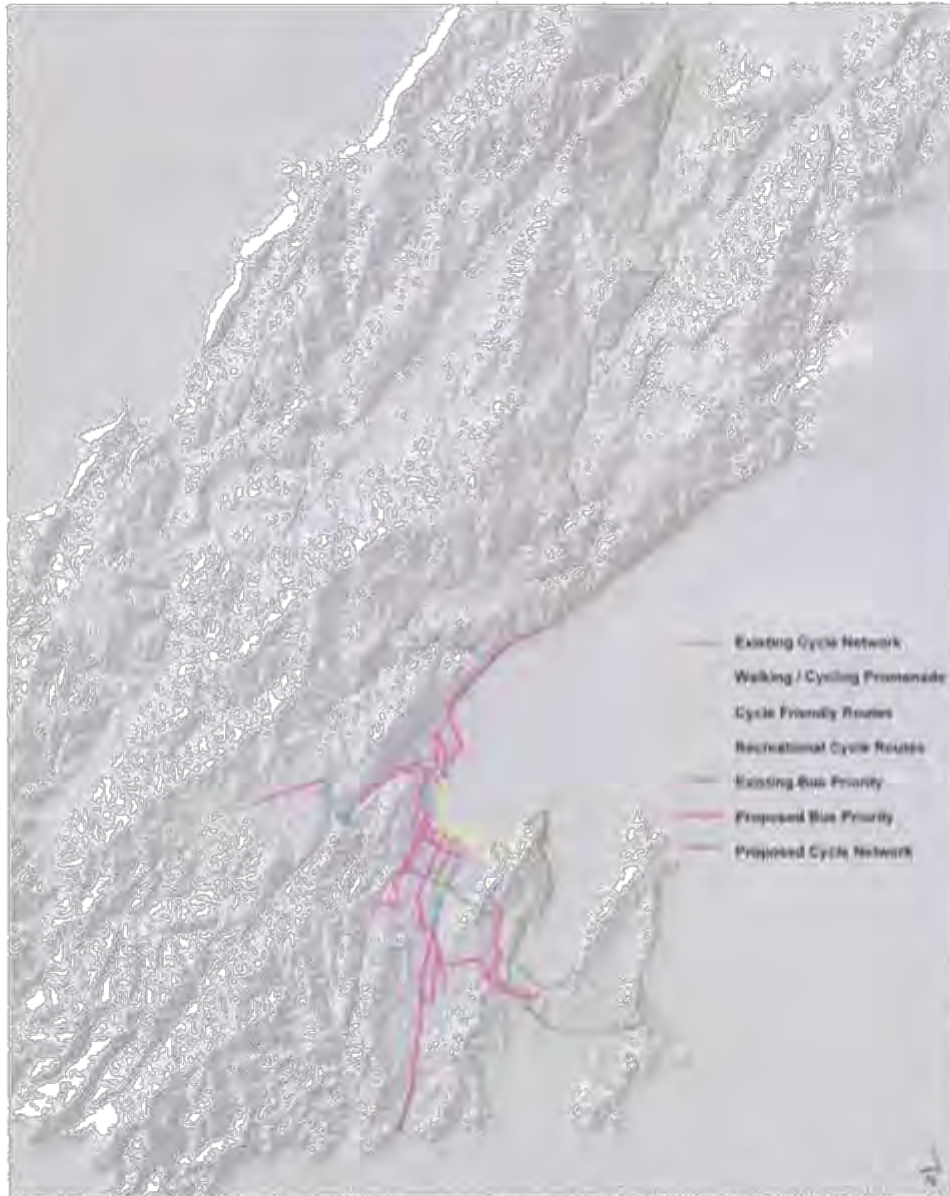 Existing Cycle Network
Walking / Cycling Promenade
Cycle Friendly Routes
Recreational Cycle Routes
Existing Bus Priority
Proposed Bus Priority
Proposed Cycle Network
N